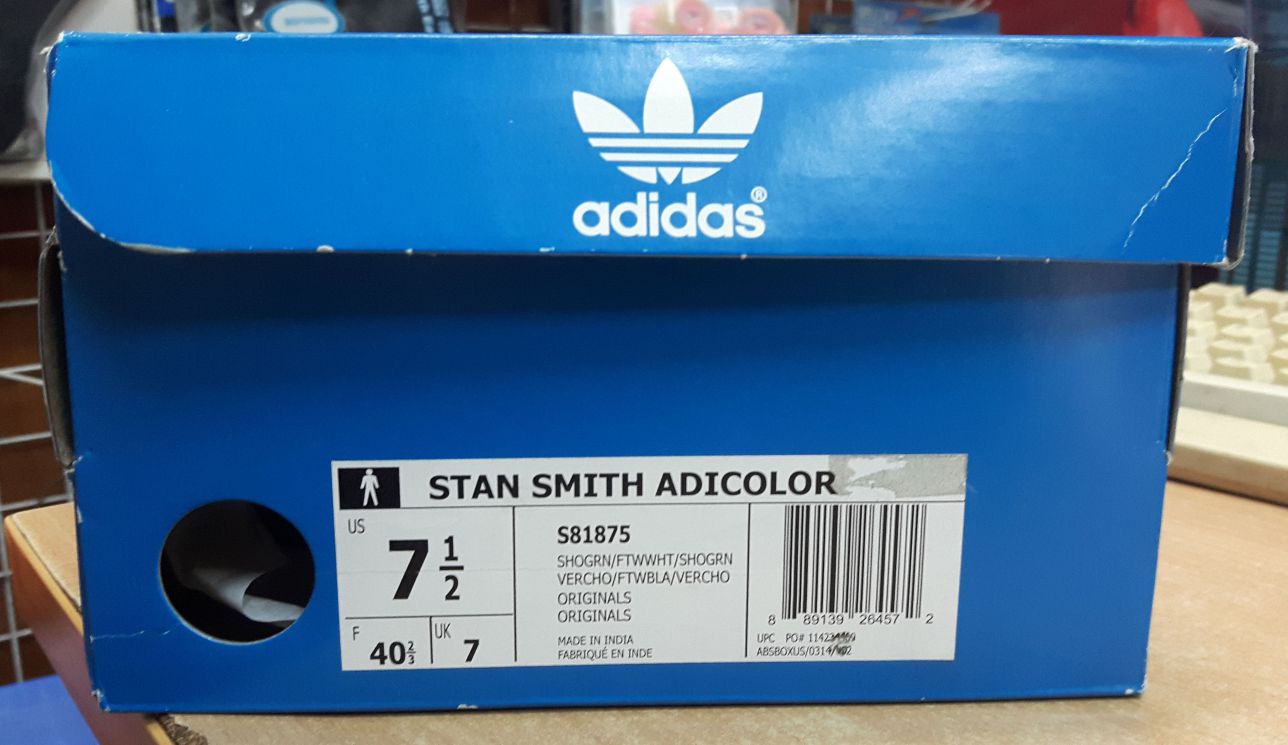 adidas®
STAN SMITH ADICOLOR
US
7 1/2
F
40 2/3
UK
7
S81875
SHOGRN/FTWWHT/SHOGRN
VERCHO/FTWBLA/VERCHO
ORIGINALS
ORIGINALS
MADE IN INDIA
FABRIQUÉ EN INDE
8 89139 26457 2
UPC PO#